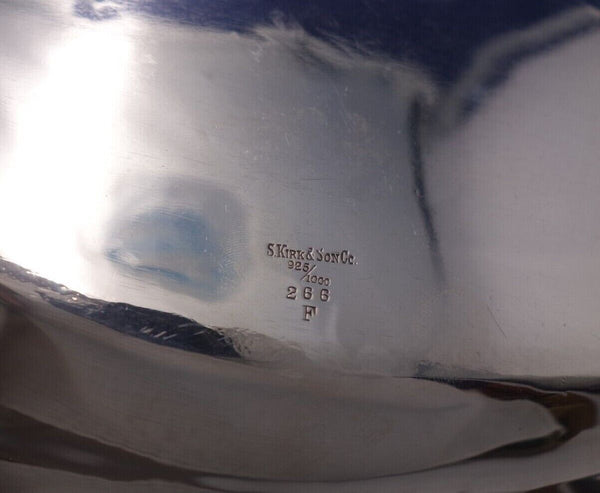 S. KIRK & SON CO.
925/1000
266
F